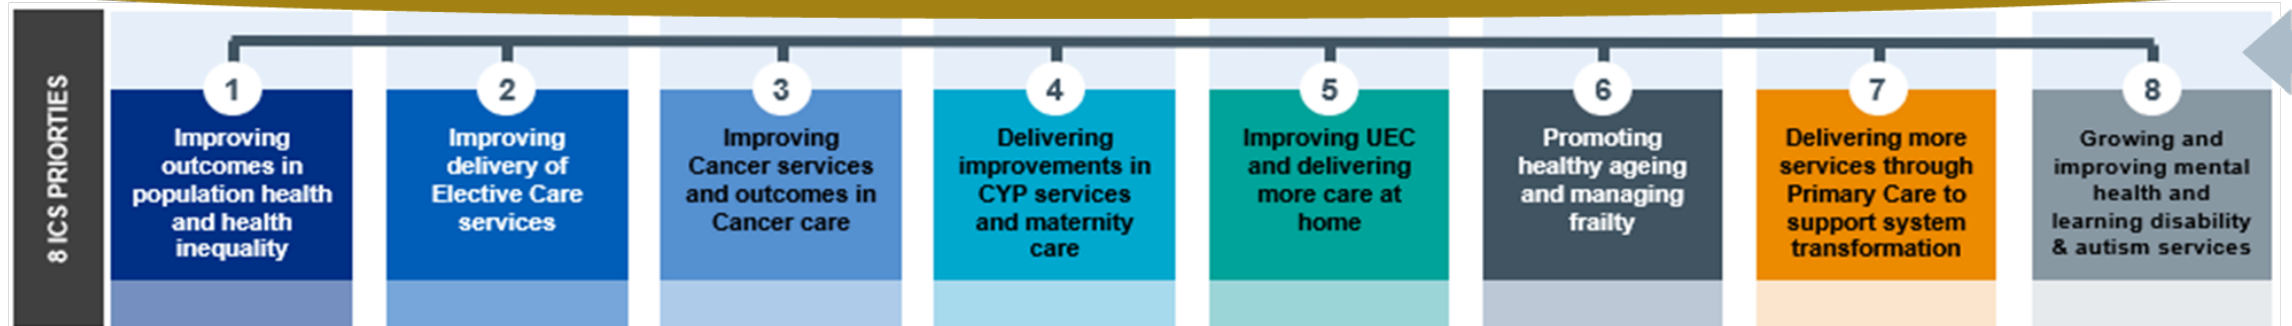 8 ICS PRIORTIES
1
Improving
outcomes in
population health
and health
inequality
2
Improving
delivery of
Elective Care
services
3
Improving
Cancer services
and outcomes in
Cancer care
4
Delivering
improvements in
CYP services
and maternity
care
5
Improving UEC
and delivering
more care at
home
6
Promoting
healthy ageing
and managing
frailty
7
Delivering more
services through
Primary Care to
support system
transformation
8
Growing and
improving mental
health and
learning disability
& autism services